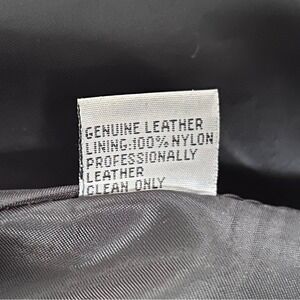 GENUINE LEATHER
LINING:100% NYLON
PROFESSIONALLY
LEATHER
CLEAN ONLY